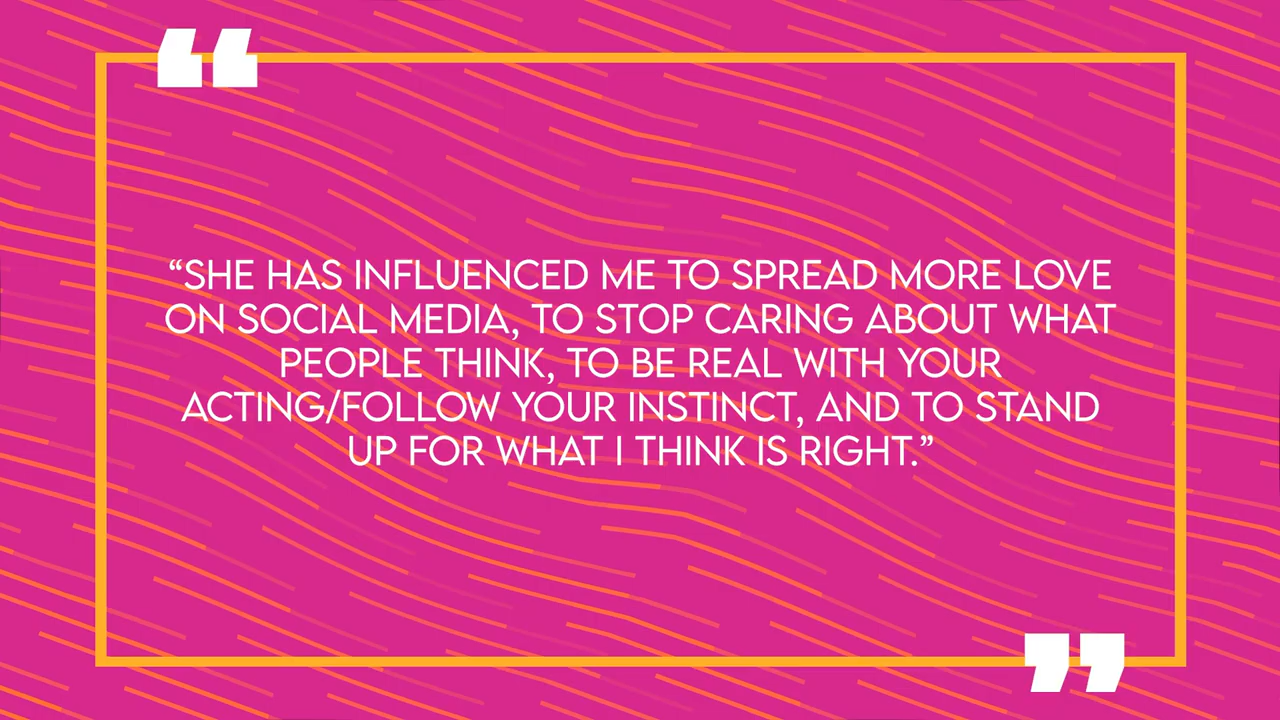 “SHE HAS INFLUENCED ME TO SPREAD MORE LOVE
ON SOCIAL MEDIA, TO STOP CARING ABOUT WHAT
PEOPLE THINK, TO BE REAL WITH YOUR
ACTING/FOLLOW YOUR INSTINCT, AND TO STAND
UP FOR WHAT I THINK IS RIGHT.”